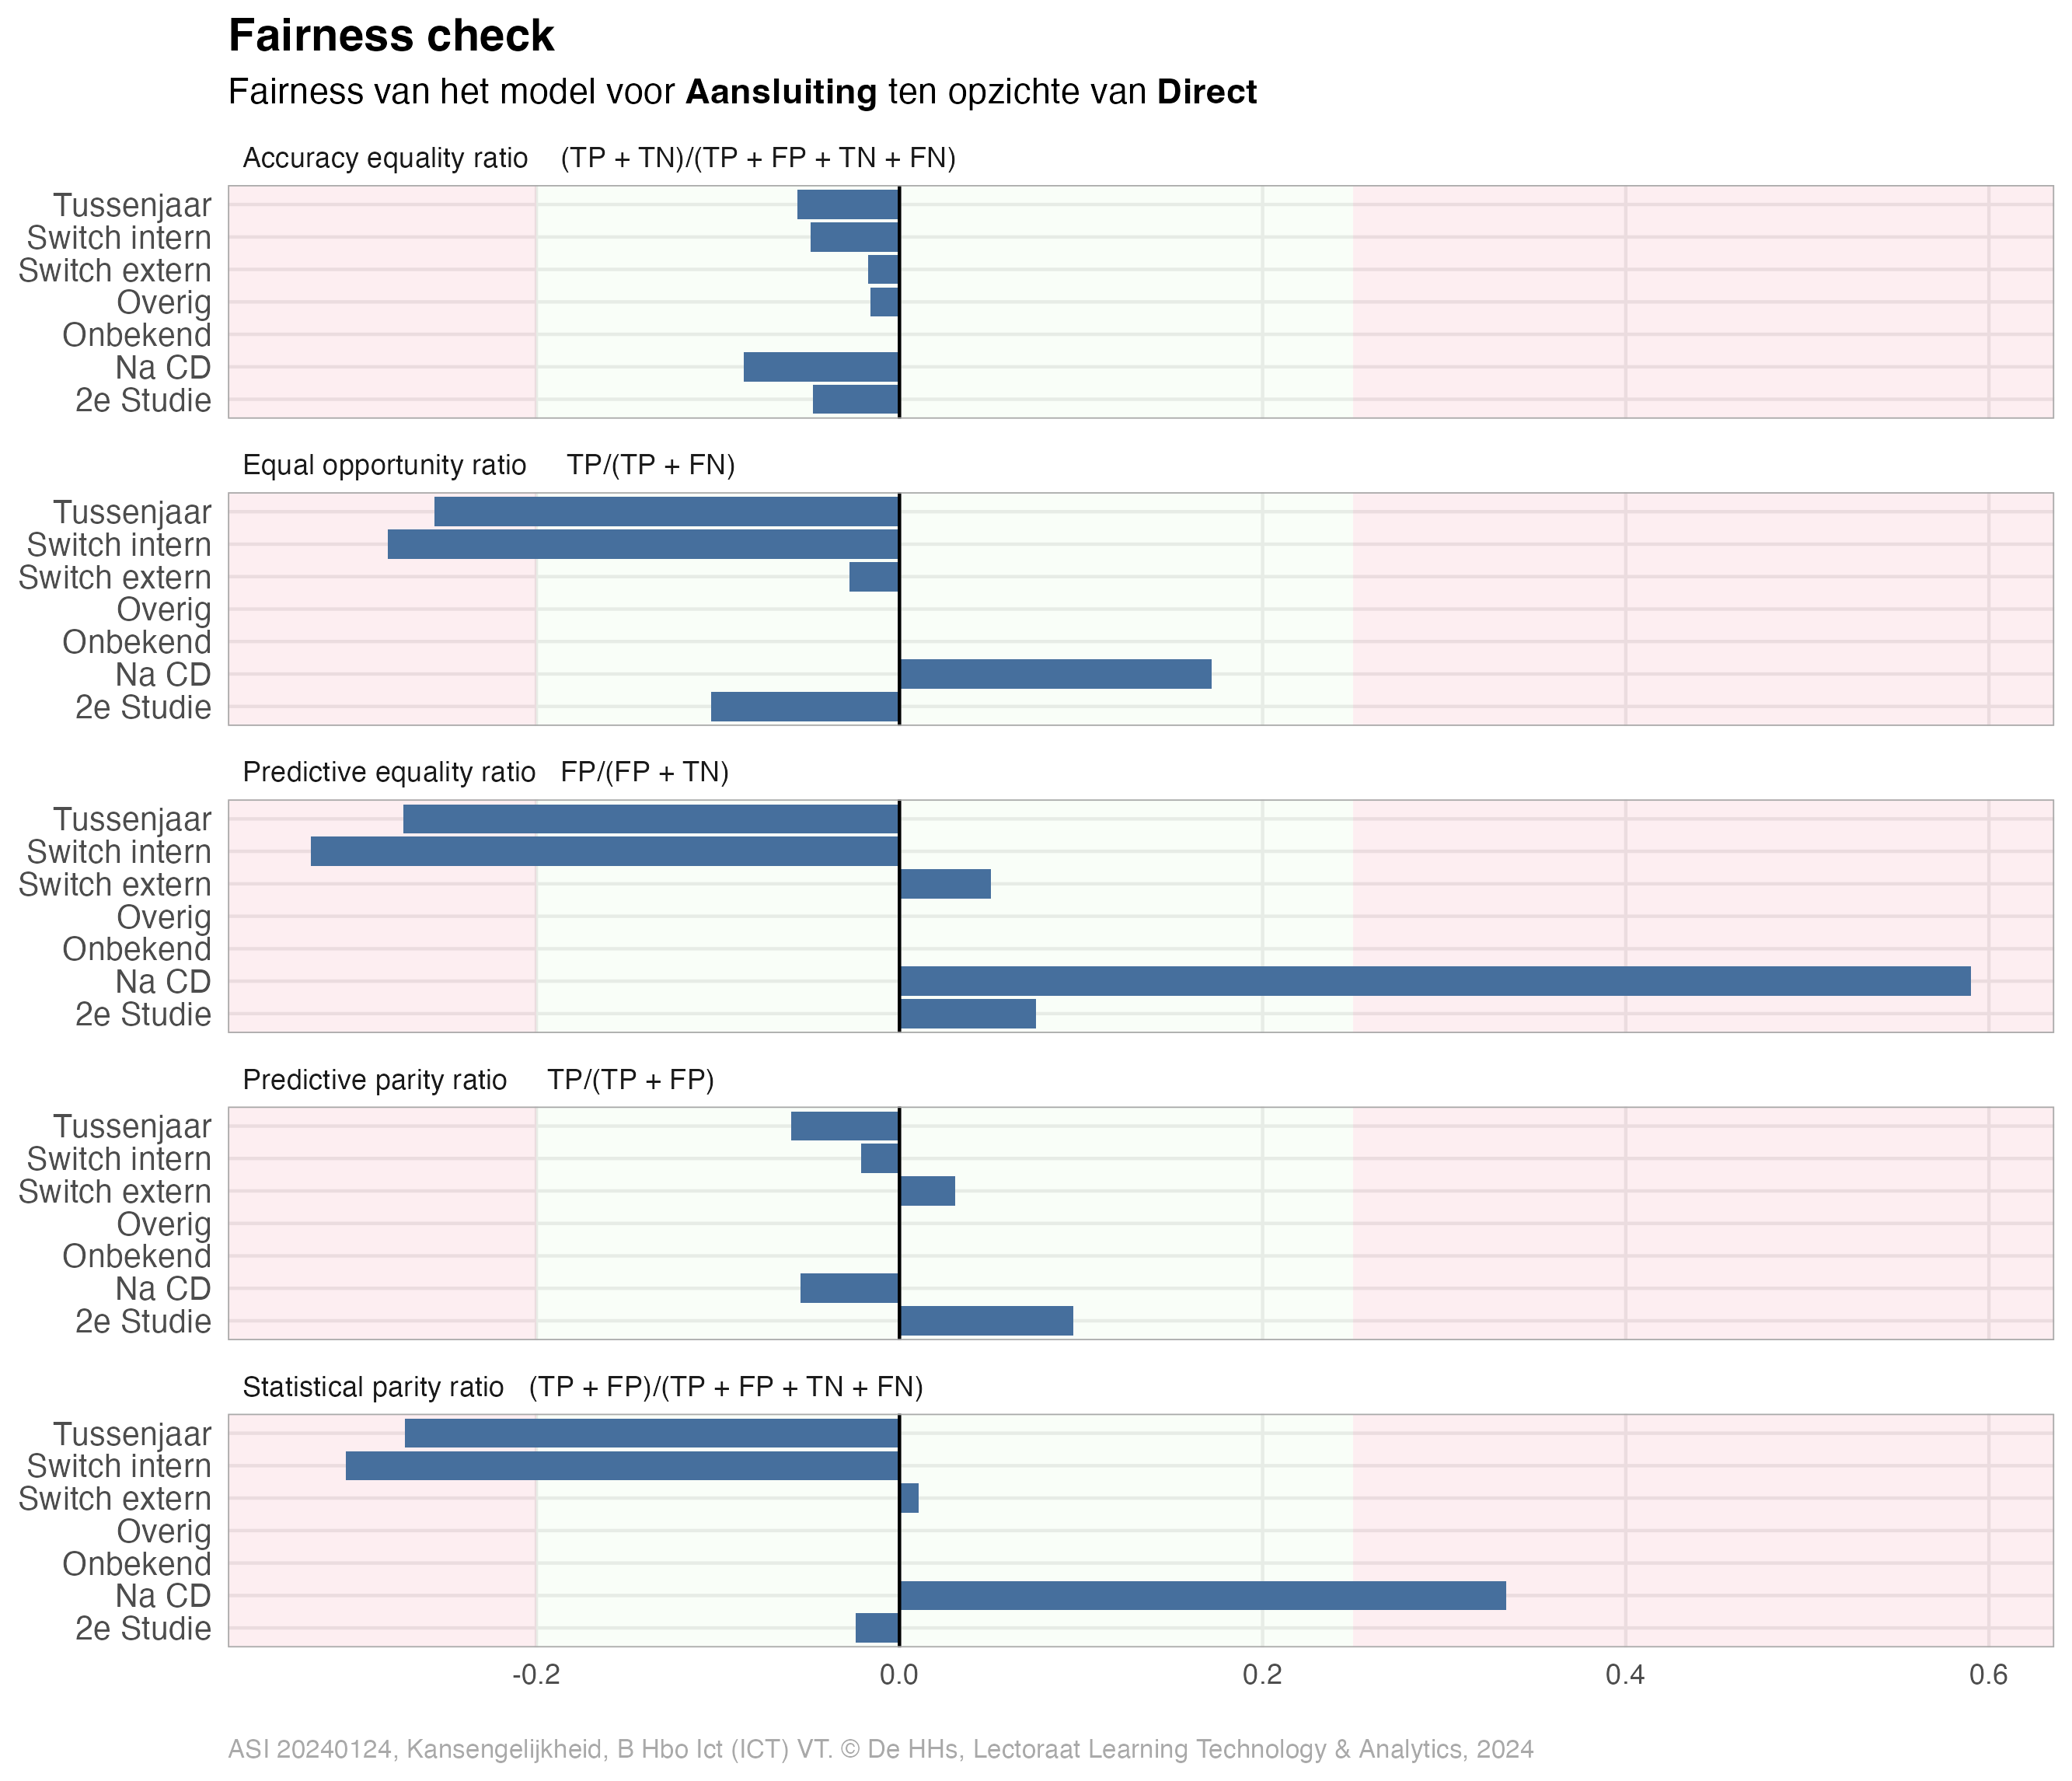 Fairness check
Fairness van het model voor Aansluiting ten opzichte van Direct
Accuracy equality ratio (TP + TN)/(TP + FP + TN + FN)
Tussenjaar
Switch intern
Switch extern
Overig
Onbekend
Na CD
2e Studie
Equal opportunity ratio TP/(TP + FN)
Tussenjaar
Switch intern
Switch extern
Overig
Onbekend
Na CD
2e Studie
Predictive equality ratio FP/(FP + TN)
Tussenjaar
Switch intern
Switch extern
Overig
Onbekend
Na CD
2e Studie
Predictive parity ratio TP/(TP + FP)
Tussenjaar
Switch intern
Switch extern
Overig
Onbekend
Na CD
2e Studie
Statistical parity ratio (TP + FP)/(TP + FP + TN + FN)
Tussenjaar
Switch intern
Switch extern
Overig
Onbekend
Na CD
2e Studie
-0.2 0.0 0.2 0.4 0.6
ASI 20240124, Kansengelijkheid, B Hbo Ict (ICT) VT. © De HHs, Lectoraat Learning Technology & Analytics, 2024